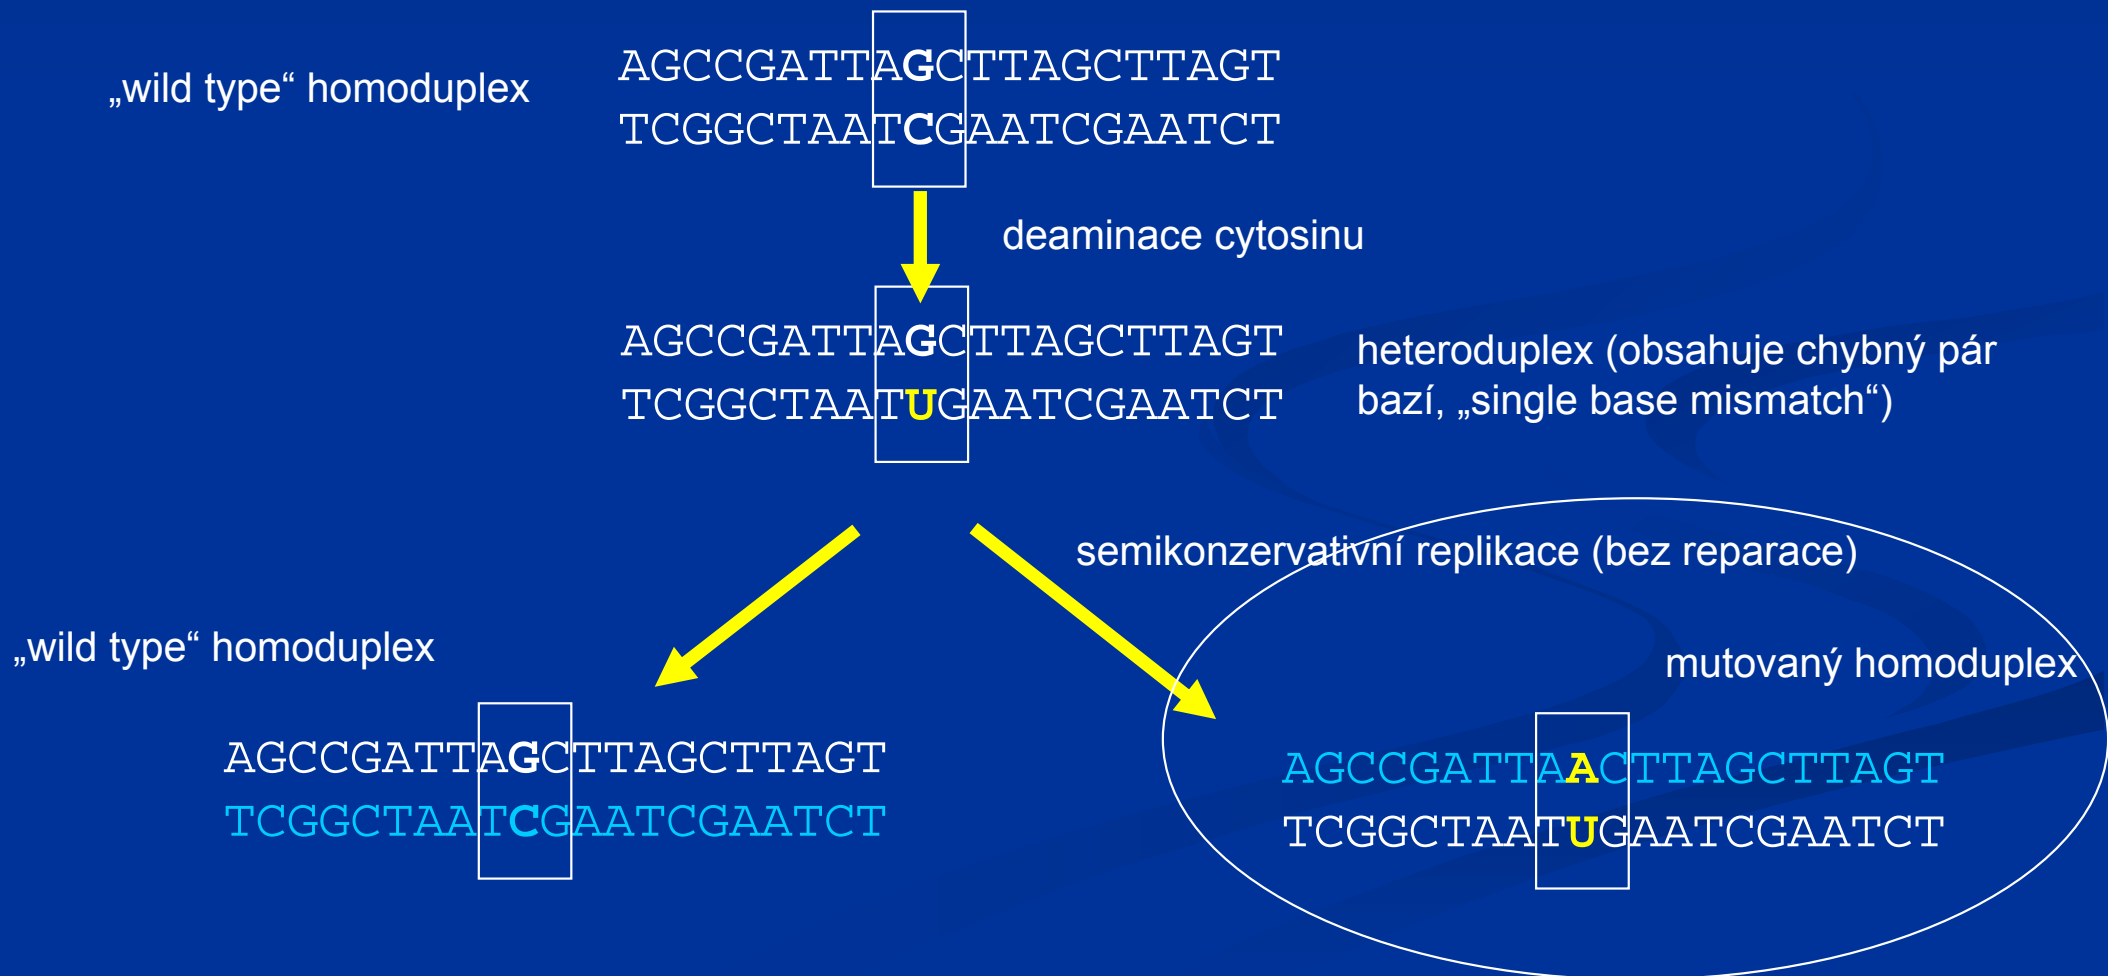 „wild type“ homoduplex
AGCCGATTAGCTTAGCTTAGT
TCGGCTAATCGAATCGAATCT
deaminace cytosinu
AGCCGATTAGCTTAGCTTAGT
TCGGCTAATUGAATCGAATCT
heteroduplex (obsahuje chybný pár
bazí, „single base mismatch“)
semikonzervativní replikace (bez reparace)
„wild type“ homoduplex
AGCCGATTAGCTTAGCTTAGT
TCGGCTAATCGAATCGAATCT
mutovaný homoduplex
AGCCGATTAACTTAGCTTAGT
TCGGCTAATUGAATCGAATCT